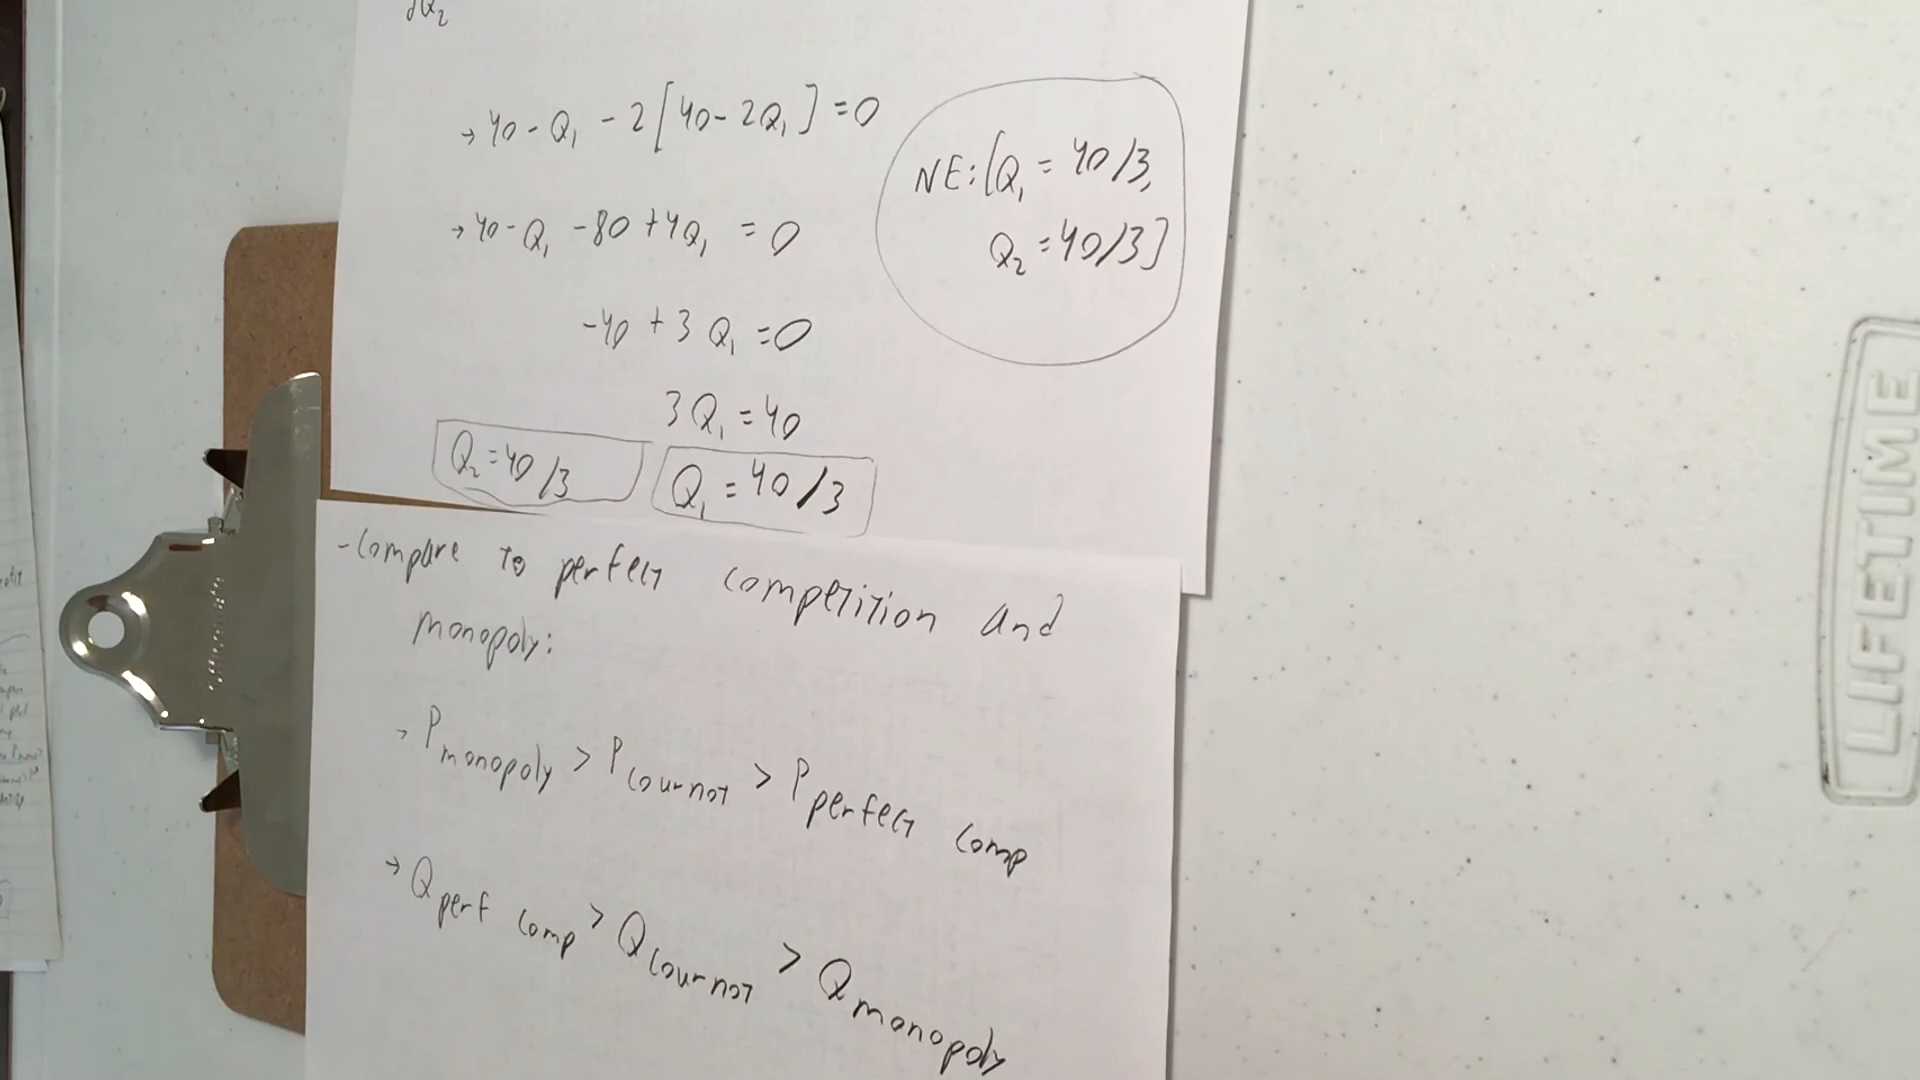 ∂Q₂
→ 40 - Q₁ - 2[40 - 2Q₁] = 0
→ 40 - Q₁ - 80 + 4Q₁ = 0
-40 + 3Q₁ = 0
3Q₁ = 40
Q₂ = 40/3 Q₁ = 40/3
NE: [Q₁ = 40/3,
Q₂ = 40/3]
- Compare to perfect competition and
monopoly:
→ P monopoly > P cournot > P perfect comp
→ Q perf comp > Q cournot > Q monopoly
LIFETIME